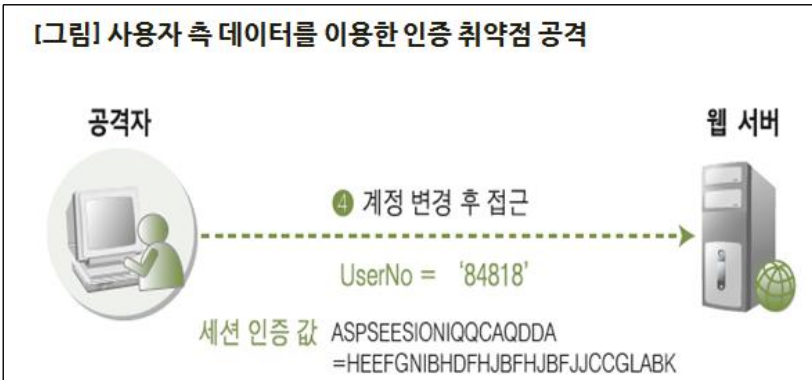 [그림] 사용자 측 데이터를 이용한 인증 취약점 공격
공격자
웹 서버
❹ 계정 변경 후 접근
UserNo = ‘84818’
세션 인증 값 ASPSEESIONIQQCAQDDA
=HEEFGNIBHDFHJBFHJBFJJCCGLABK